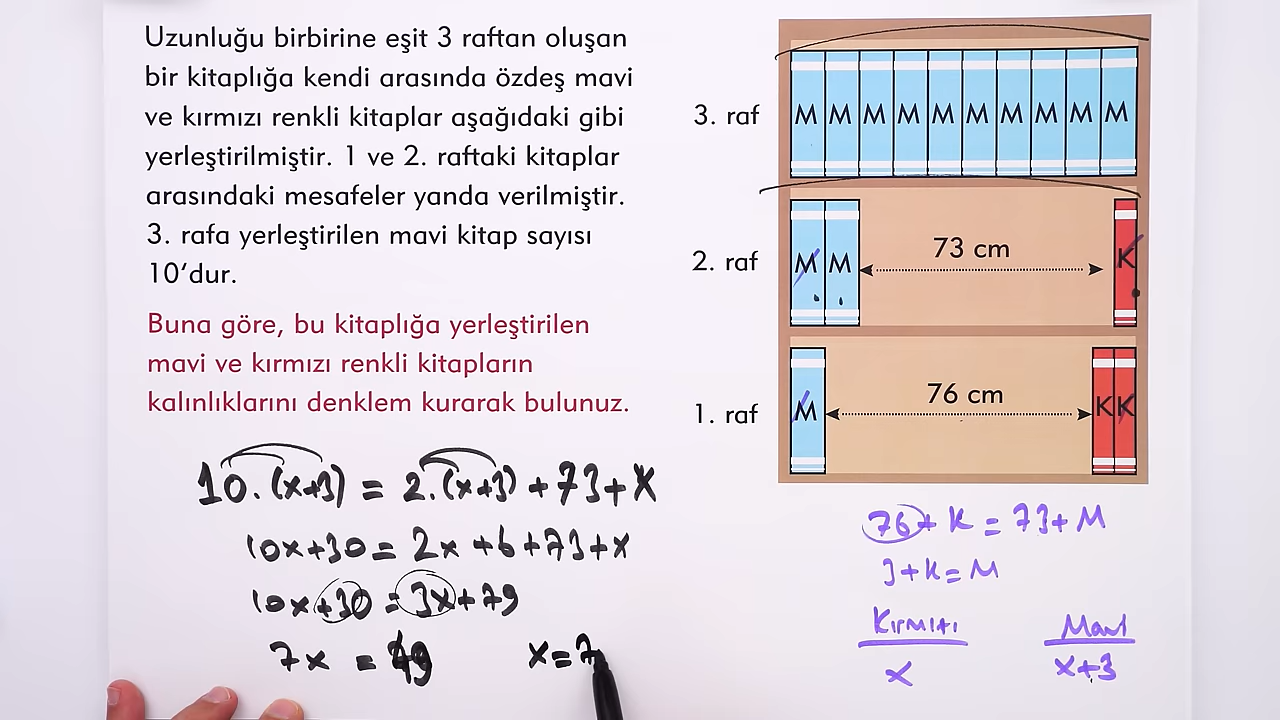 Uzunluğu birbirine eşit 3 raftan oluşan
bir kitaplığa kendi arasında özdeş mavi
ve kırmızı renkli kitaplar aşağıdaki gibi
yerleştirilmiştir. 1 ve 2. raftaki kitaplar
arasındaki mesafeler yanda verilmiştir.
3. rafa yerleştirilen mavi kitap sayısı
10'dur.
Buna göre, bu kitaplığa yerleştirilen
mavi ve kırmızı renkli kitapların
kalınlıklarını denklem kurarak bulunuz.
3. raf M M M M M M M M M M
2. raf M M 73 cm K
1. raf M 76 cm K K
10.(x+3) = 2.(x+3) + 73 + x
10x+30 = 2x +6+73+x
10x+30 = 3x+79
7x = 49 x=7
76 + K = 73 + M
3+K=M
Kırmızı Mavi
x x+3